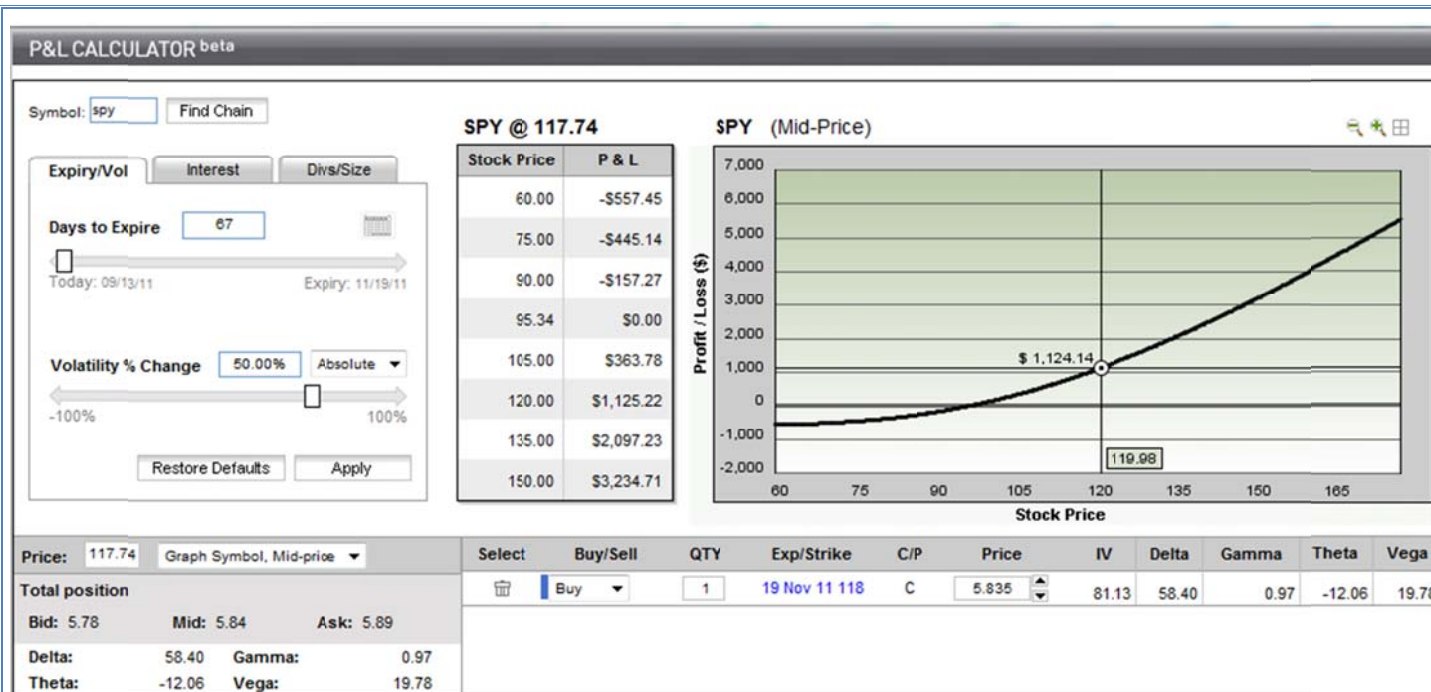 P&L CALCULATOR beta
Symbol: spy Find Chain
Expiry/Vol Interest Divs/Size
Days to Expire 67
Today: 09/13/11 Expiry: 11/19/11
Volatility % Change 50.00% Absolute
-100% 100%
Restore Defaults Apply
SPY @ 117.74
Stock Price P & L
60.00 -$557.45
75.00 -$445.14
90.00 -$157.27
95.34 $0.00
105.00 $363.78
120.00 $1,125.22
135.00 $2,097.23
150.00 $3,234.71
SPY (Mid-Price)
Profit / Loss ($)
7,000
6,000
5,000
4,000
3,000
2,000
1,000
0
-1,000
-2,000
$ 1,124.14
119.98
60 75 90 105 120 135 150 165
Stock Price
Price: 117.74 Graph Symbol, Mid-price
Total position
Bid: 5.78 Mid: 5.84 Ask: 5.89
Delta: 58.40 Gamma: 0.97
Theta: -12.06 Vega: 19.78
Select Buy/Sell QTY Exp/Strike C/P Price IV Delta Gamma Theta Vega
Buy 1 19 Nov 11 118 C 5.835 81.13 58.40 0.97 -12.06 19.78